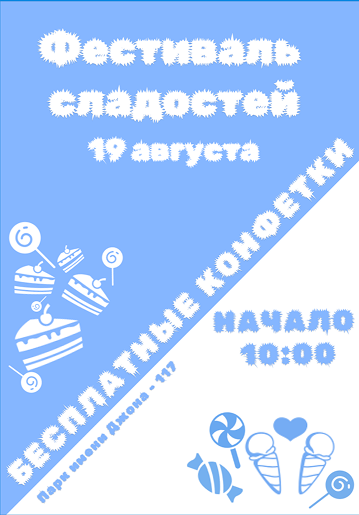 Фестиваль
сладостей
19 августа
БЕСПЛАТНЫЕ КОНФЕТКИ
НАЧАЛО
10:00
Парк имени Джона - 117